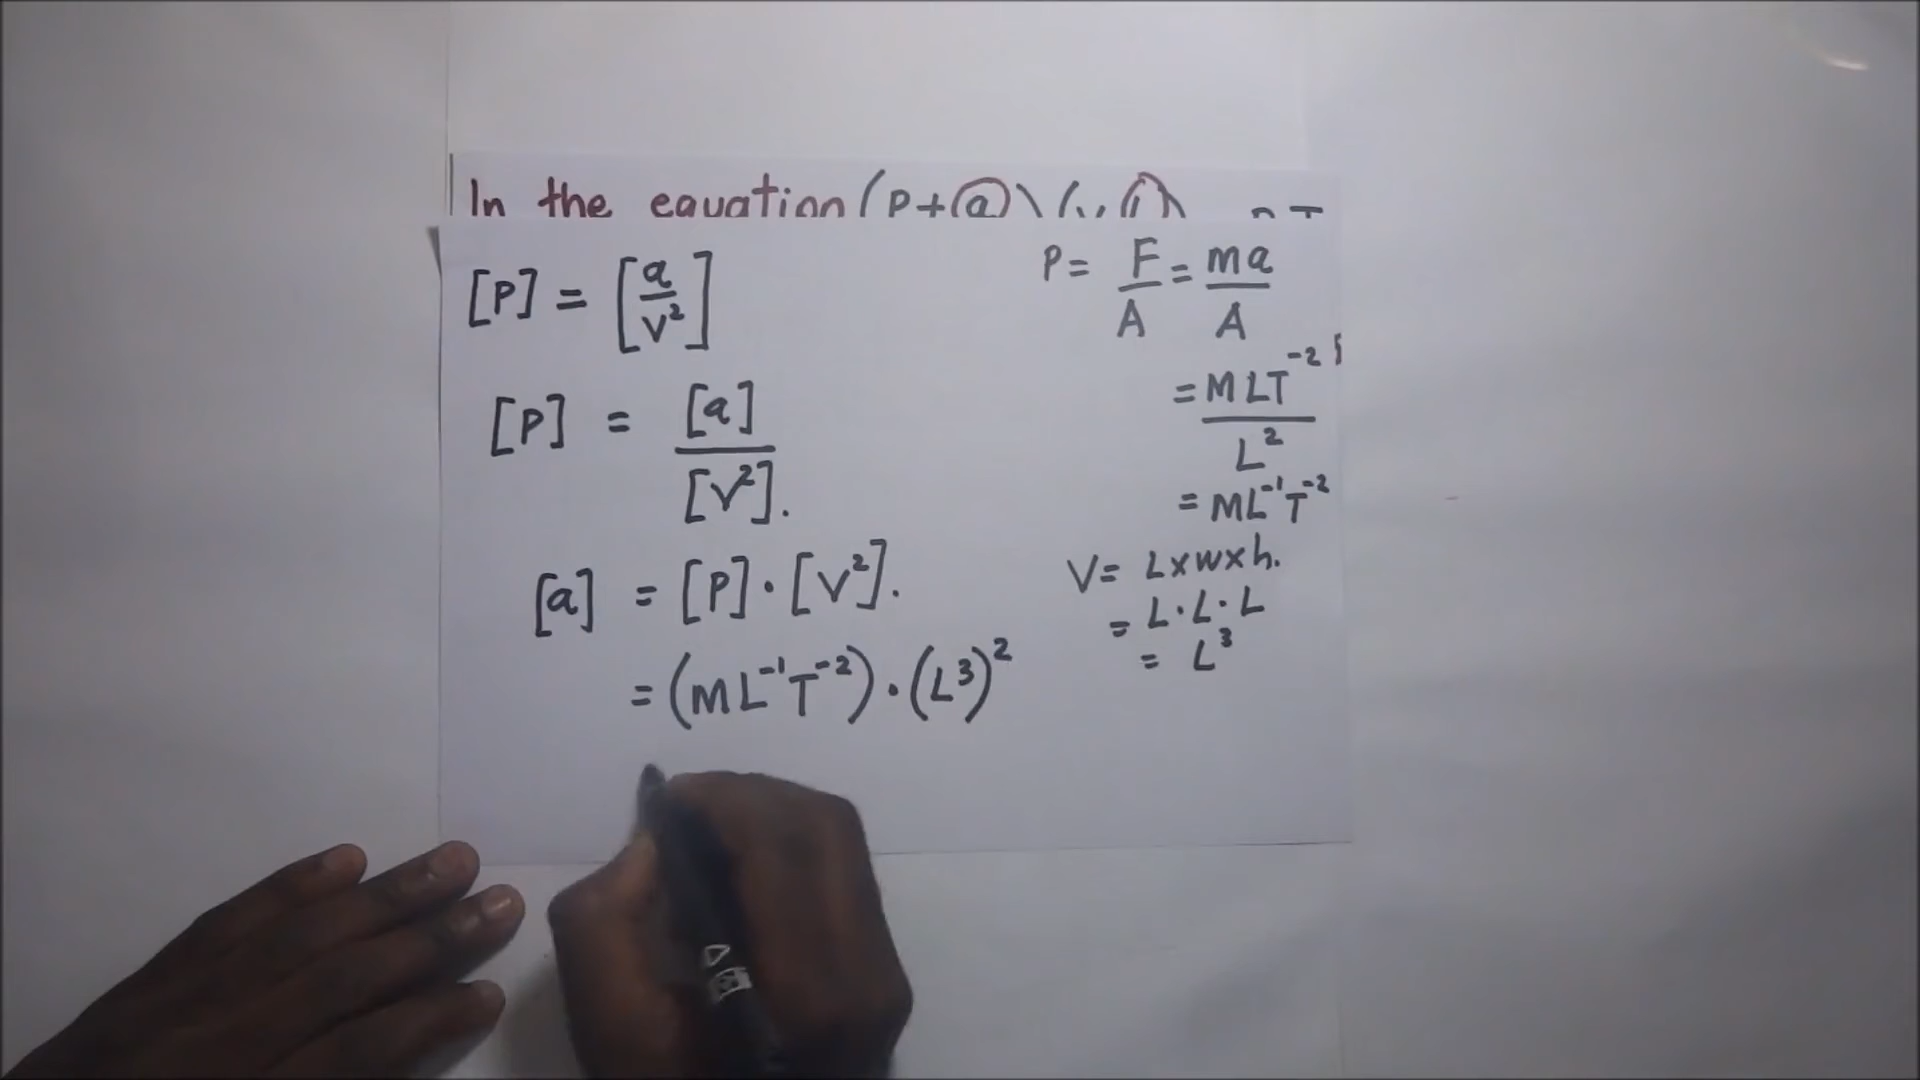 In the equation (P + a
[P] = [a/V²]
[P] = [a]/[V²].
[a] = [P] · [V²].
= (ML⁻¹T⁻²) · (L³)²
P = F/A = ma/A
= MLT⁻²/L²
= ML⁻¹T⁻²
V = L x w x h.
= L · L · L
= L³